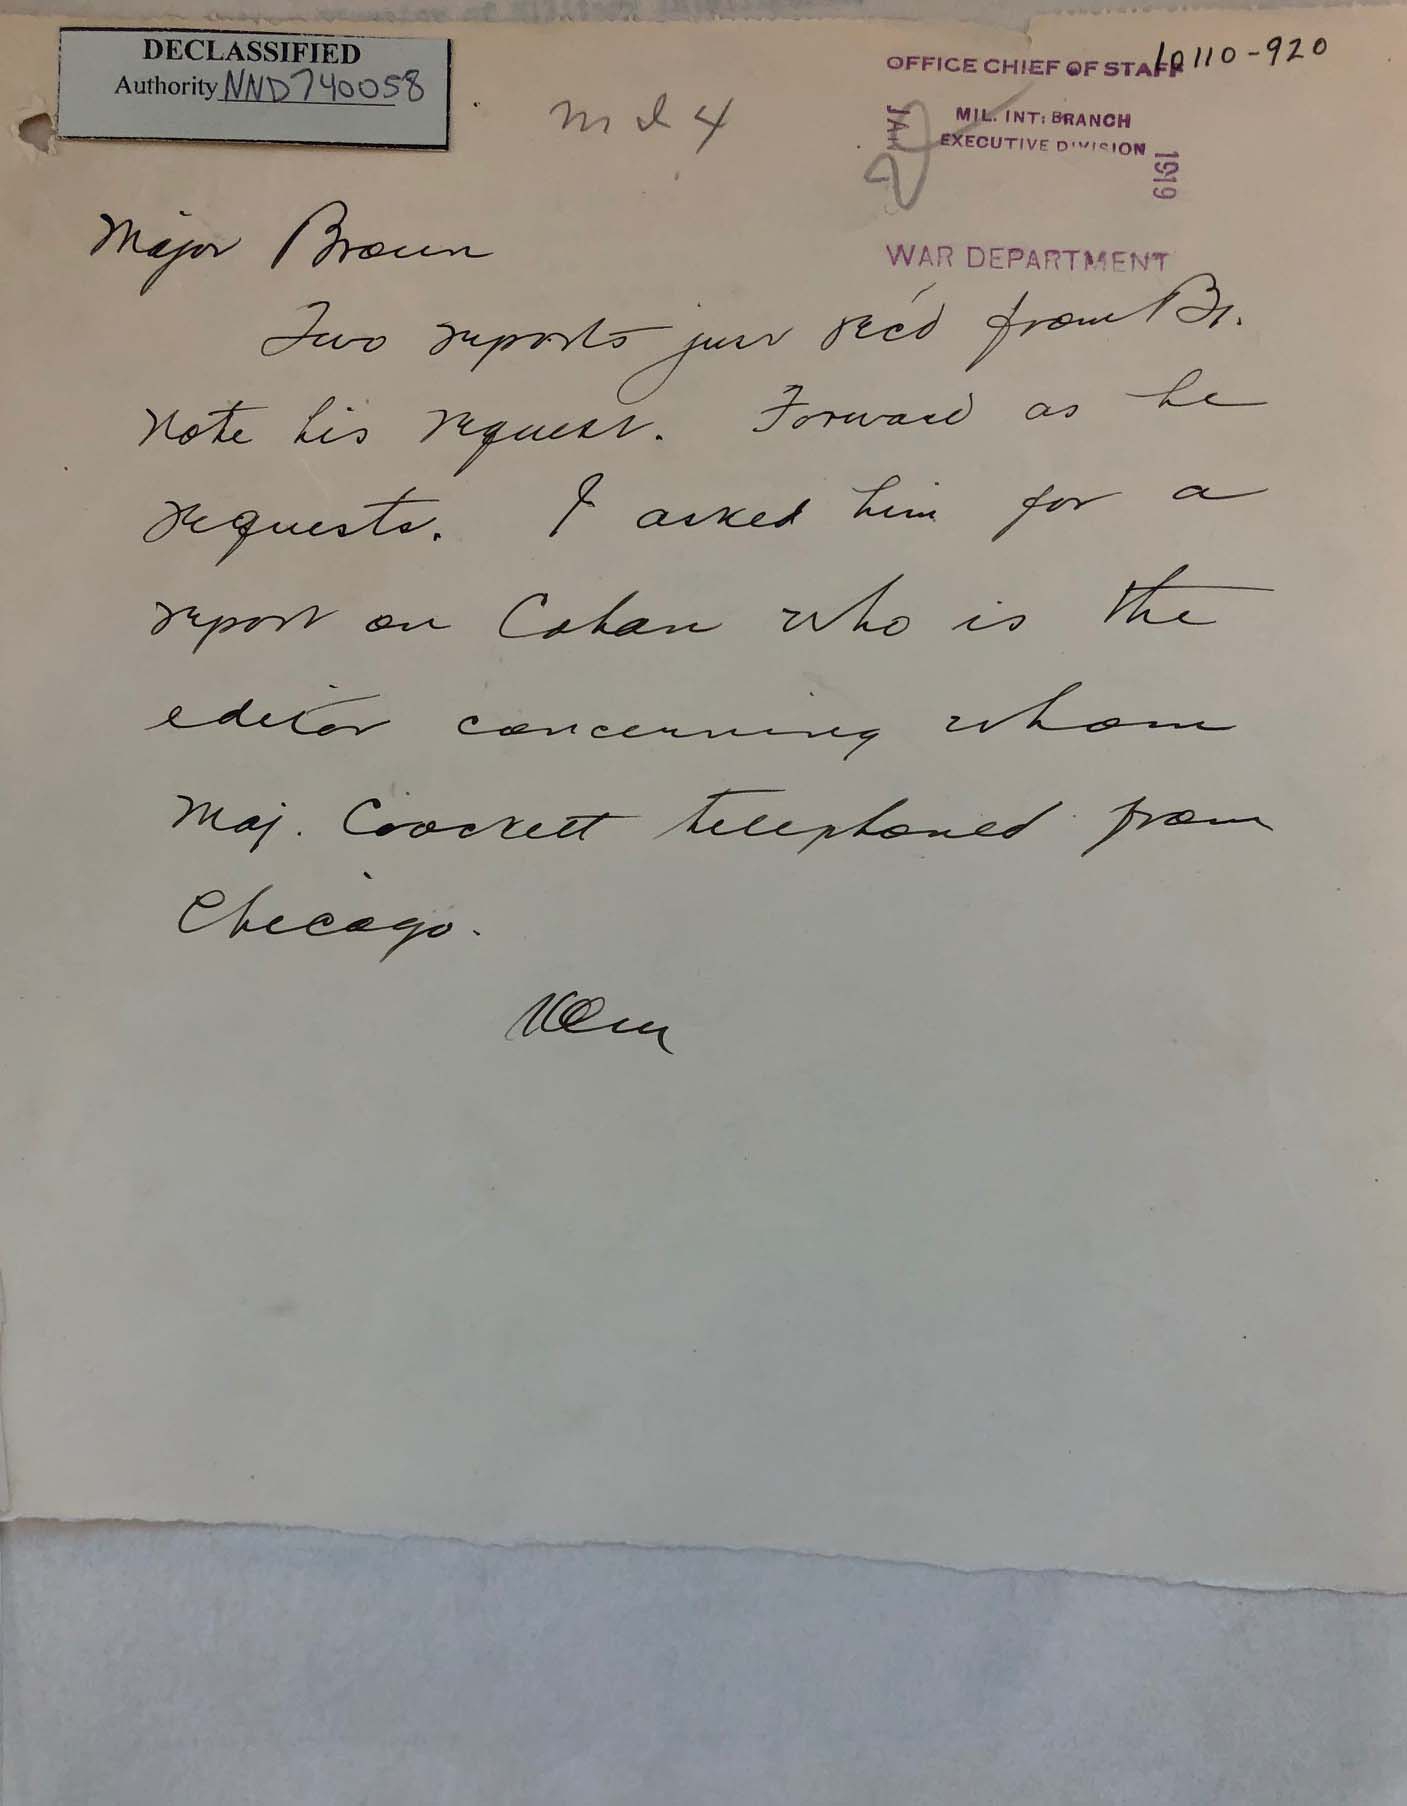 DECLASSIFIED
Authority NND740058
10110-920
OFFICE CHIEF OF STAFF
MIL. INT. BRANCH
EXECUTIVE DIVISION
JAN 2 1919
WAR DEPARTMENT
M I 4
Major Brown
Two reports just rec'd from Br.
Note his request. Forward as he
requests. I asked him for a
report on Cohan who is the
editor concerning whom
Maj. Crockett telephoned from
Chicago.